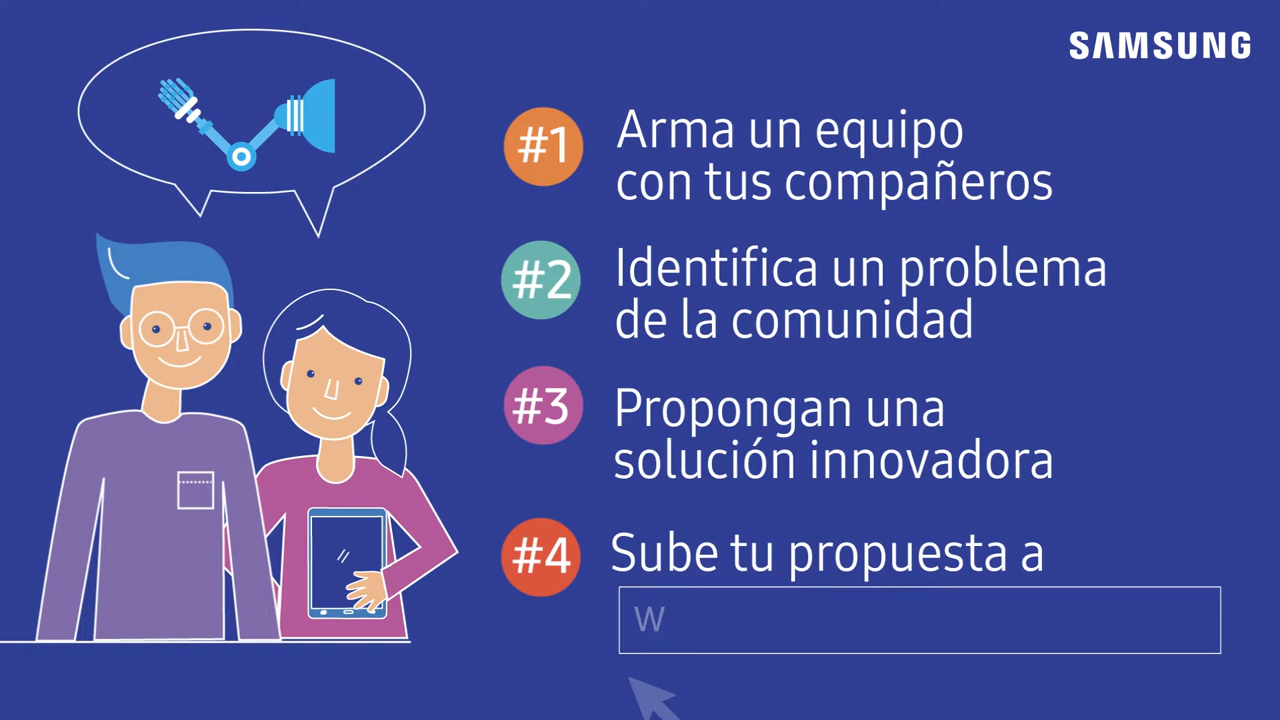 SAMSUNG
#1
Arma un equipo
con tus compañeros
#2
Identifica un problema
de la comunidad
#3
Propongan una
solución innovadora
#4
Sube tu propuesta a
W